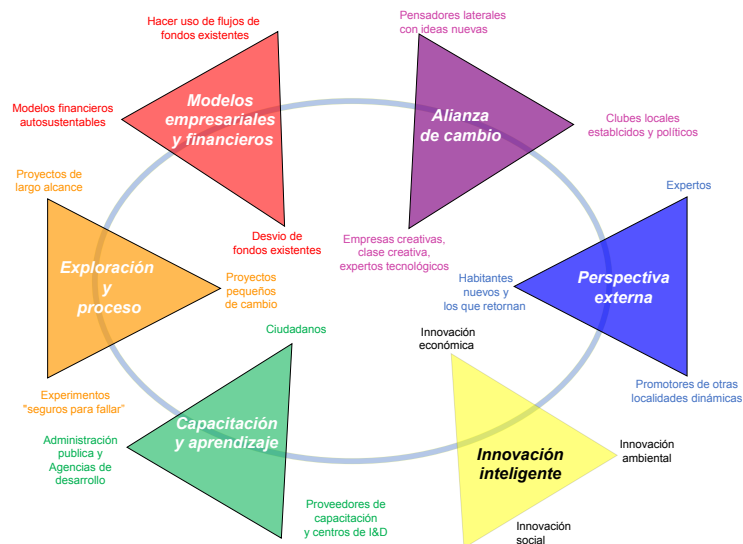 Hacer uso de flujos de
fondos existentes
Modelos financieros
autosustentables
Modelos
empresariales
y financieros
Desvio de
fondos existentes
Pensadores laterales
con ideas nuevas
Alianza
de cambio
Clubes locales
establcidos y políticos
Empresas creativas,
clase creativa,
expertos tecnológicos
Expertos
Habitantes
nuevos y
los que retornan
Perspectiva
externa
Promotores de otras
localidades dinámicas
Proyectos de
largo alcance
Exploración
y
proceso
Proyectos
pequeños
de cambio
Experimentos
"seguros para fallar"
Ciudadanos
Administración
publica y
Agencias de
desarrollo
Capacitación
y aprendizaje
Proveedores de
capacitación
y centros de I&D
Innovación
económica
Innovación
inteligente
Innovación
ambiental
Innovación
social